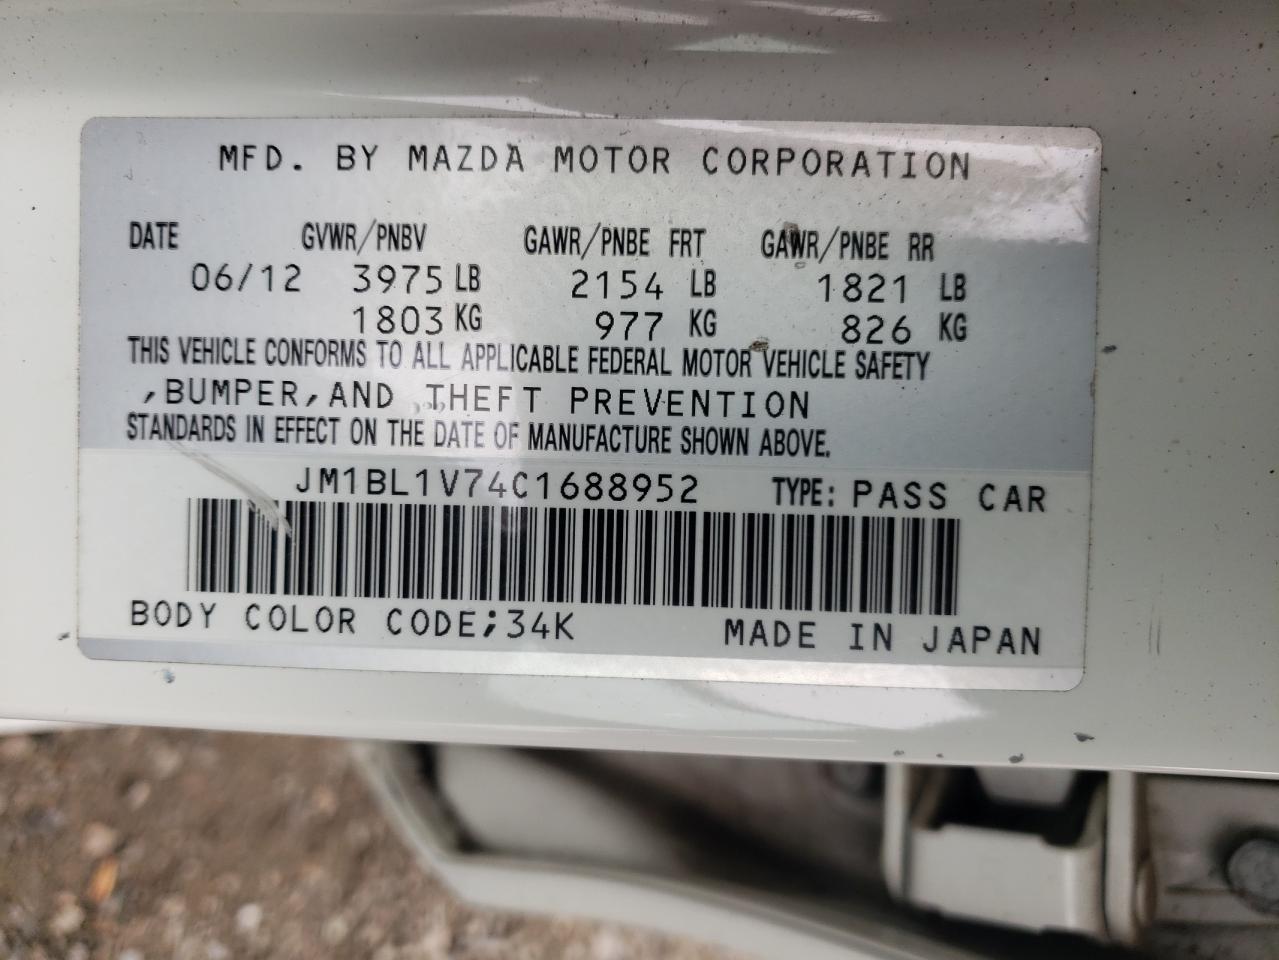 MFD. BY MAZDA MOTOR CORPORATION
DATE GVWR/PNBV GAWR/PNBE FRT GAWR/PNBE RR
06/12 3975 LB 2154 LB 1821 LB
1803 KG 977 KG 826 KG
THIS VEHICLE CONFORMS TO ALL APPLICABLE FEDERAL MOTOR VEHICLE SAFETY
,BUMPER,AND THEFT PREVENTION
STANDARDS IN EFFECT ON THE DATE OF MANUFACTURE SHOWN ABOVE.
JM1BL1V74C1688952 TYPE: PASS CAR
BODY COLOR CODE;34K MADE IN JAPAN